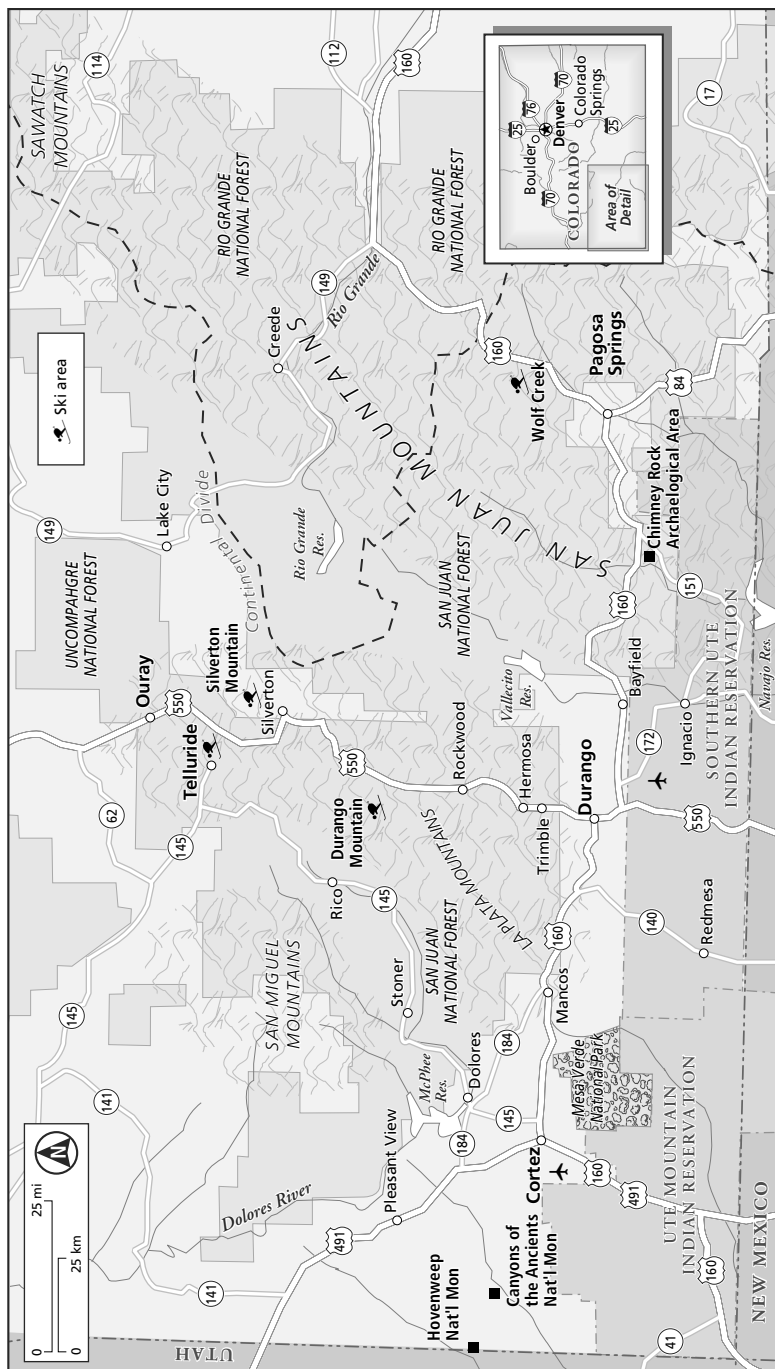 0
25 mi
0
25 km
N
Ski area
UTAH
NEW MEXICO
SAWATCH
MOUNTAINS
114
112
160
17
149
RIO GRANDE
NATIONAL FOREST
RIO GRANDE
NATIONAL FOREST
Creede
149
Rio Grande
SAN JUAN MOUNTAINS
160
Wolf Creek
Pagosa
Springs
84
Chimney Rock
Archaelogical Area
151
160
Lake City
Continental Divide
Rio Grande
Res.
UNCOMPAHGRE
NATIONAL FOREST
Ouray
550
Silverton
Mountain
Silverton
Telluride
62
145
550
Durango
Mountain
Rockwood
SAN JUAN
NATIONAL FOREST
Vallecito
Res.
Hermosa
Trimble
Durango
Bayfield
172
Ignacio
SOUTHERN UTE
INDIAN RESERVATION
Navajo Res.
550
LA PLATA MOUNTAINS
Rico
145
Stoner
SAN JUAN
NATIONAL FOREST
SAN MIGUEL
MOUNTAINS
145
141
141
McPhee
Res.
Dolores
184
184
145
Mancos
160
140
Redmesa
Mesa Verde
National Park
Dolores River
Pleasant View
491
Cortez
160
491
UTE MOUNTAIN
INDIAN RESERVATION
160
41
Hovenweep
Nat'l Mon
Canyons of
the Ancients
Nat'l Mon
25
76
70
Boulder
Denver
70
Colorado
Springs
25
COLORADO
Area of
Detail